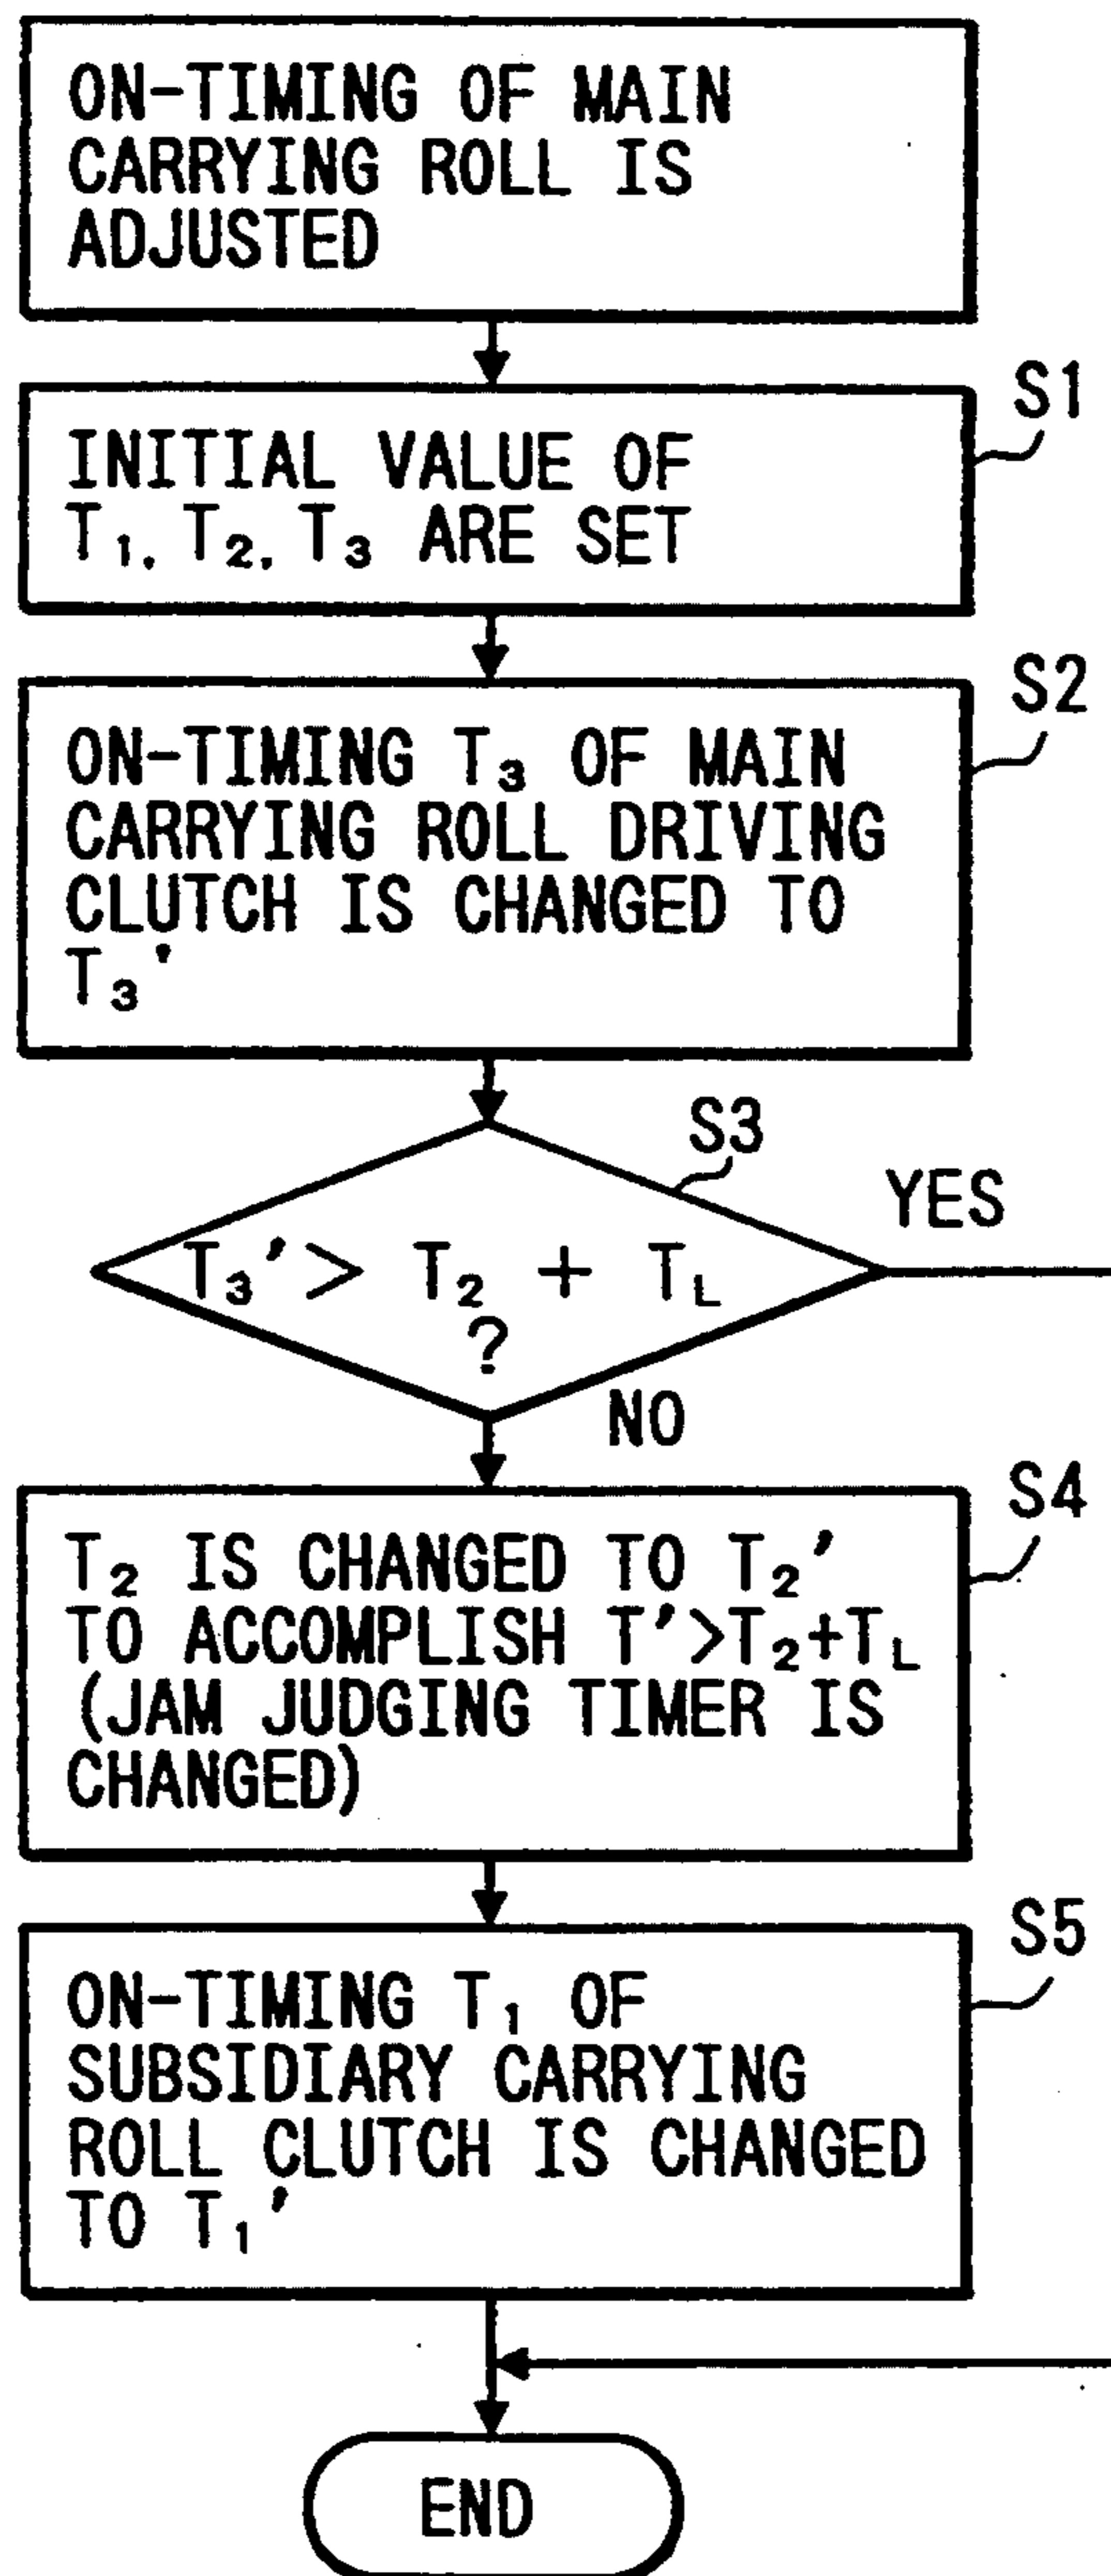 ON-TIMING OF MAIN
CARRYING ROLL IS
ADJUSTED
S1
INITIAL VALUE OF
T₁, T₂, T₃ ARE SET
S2
ON-TIMING T₃ OF MAIN
CARRYING ROLL DRIVING
CLUTCH IS CHANGED TO
T₃'
S3
YES
T₃'> T₂ + T_L
?
NO
S4
T₂ IS CHANGED TO T₂'
TO ACCOMPLISH T'>T₂+T_L
(JAM JUDGING TIMER IS
CHANGED)
S5
ON-TIMING T₁ OF
SUBSIDIARY CARRYING
ROLL CLUTCH IS CHANGED
TO T₁'
END